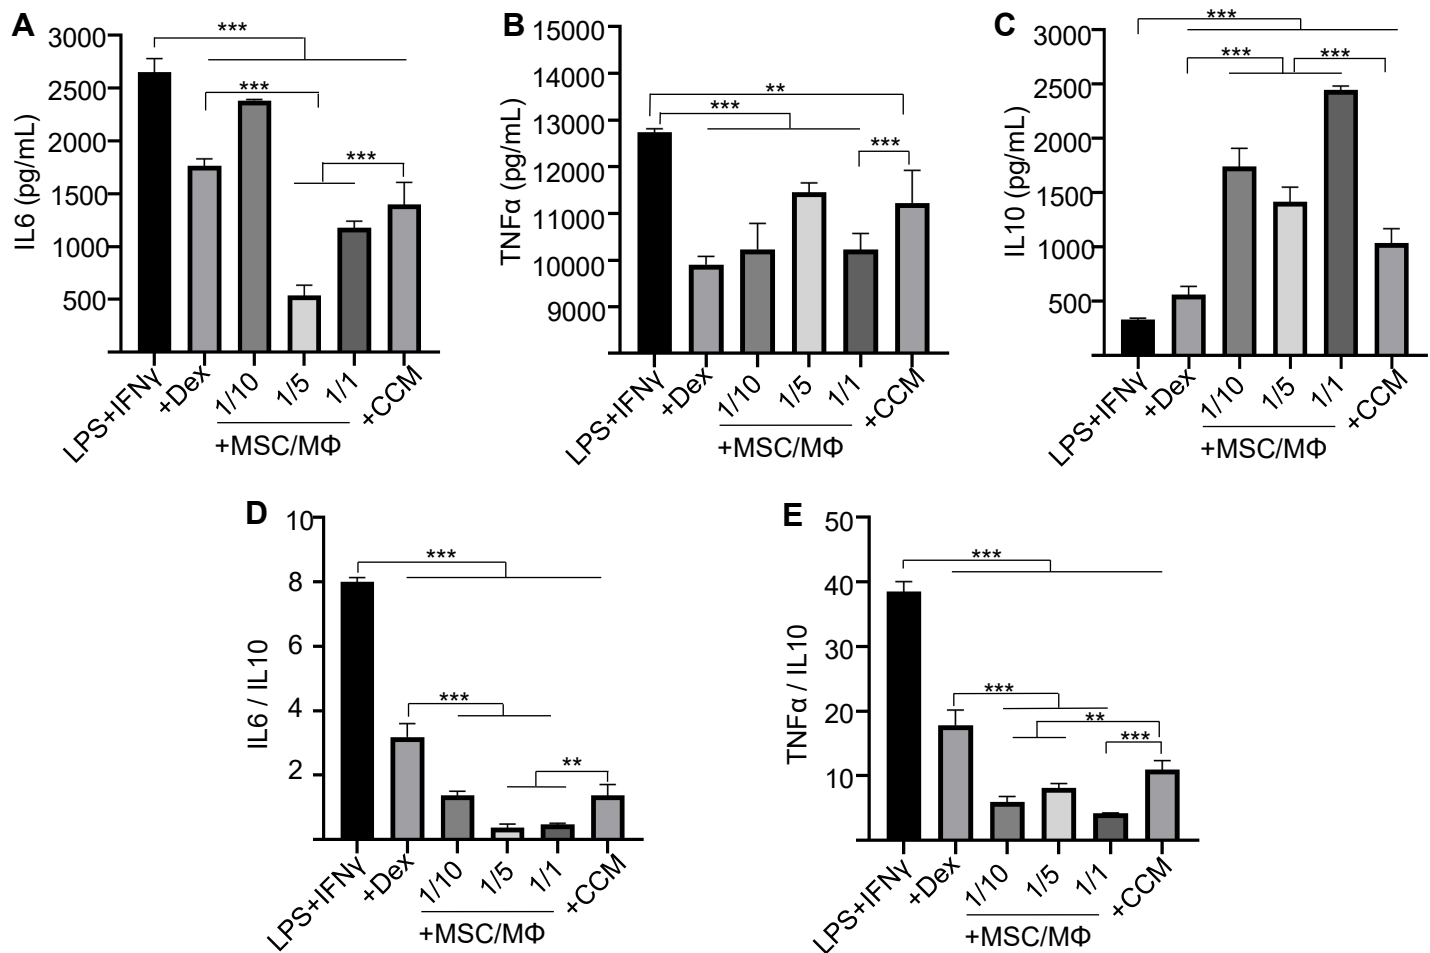 A
IL6 (pg/mL)
3000
2500
2000
1500
1000
500
***
***
***
LPS+IFNγ
+Dex
1/10
1/5
1/1
+CCM
+MSC/MΦ
B
TNFα (pg/mL)
15000
14000
13000
12000
11000
10000
9000
**
***
***
LPS+IFNγ
+Dex
1/10
1/5
1/1
+CCM
+MSC/MΦ
C
IL10 (pg/mL)
3000
2500
2000
1500
1000
500
***
***
***
LPS+IFNγ
+Dex
1/10
1/5
1/1
+CCM
+MSC/MΦ
D
IL6 / IL10
10
8
6
4
2
***
***
**
LPS+IFNγ
+Dex
1/10
1/5
1/1
+CCM
+MSC/MΦ
E
TNFα / IL10
50
40
30
20
10
***
***
**
***
LPS+IFNγ
+Dex
1/10
1/5
1/1
+CCM
+MSC/MΦ